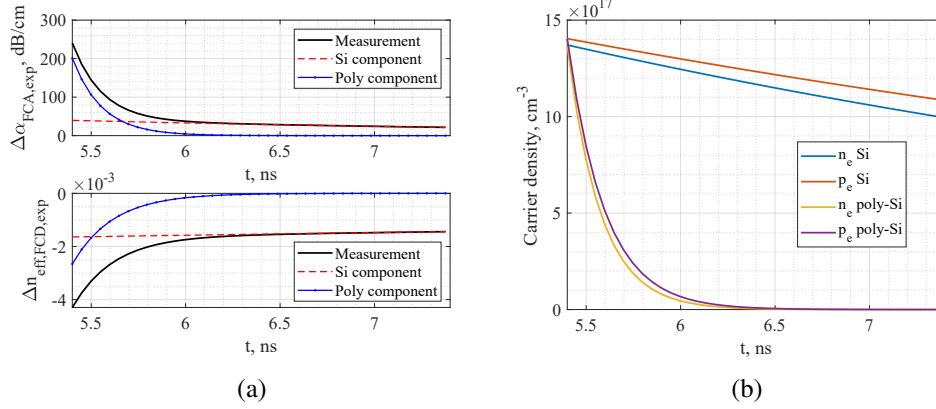 300
200
100
0
Δα_FCA,exp, dB/cm
Measurement
Si component
Poly component
5.5 6 6.5 7
t, ns
×10⁻³
0
-2
-4
Δn_eff,FCD,exp
Measurement
Si component
Poly component
5.5 6 6.5 7
t, ns
(a)
×10¹⁷
15
10
5
0
Carrier density, cm⁻³
n_e Si
p_e Si
n_e poly-Si
p_e poly-Si
5.5 6 6.5 7
t, ns
(b)